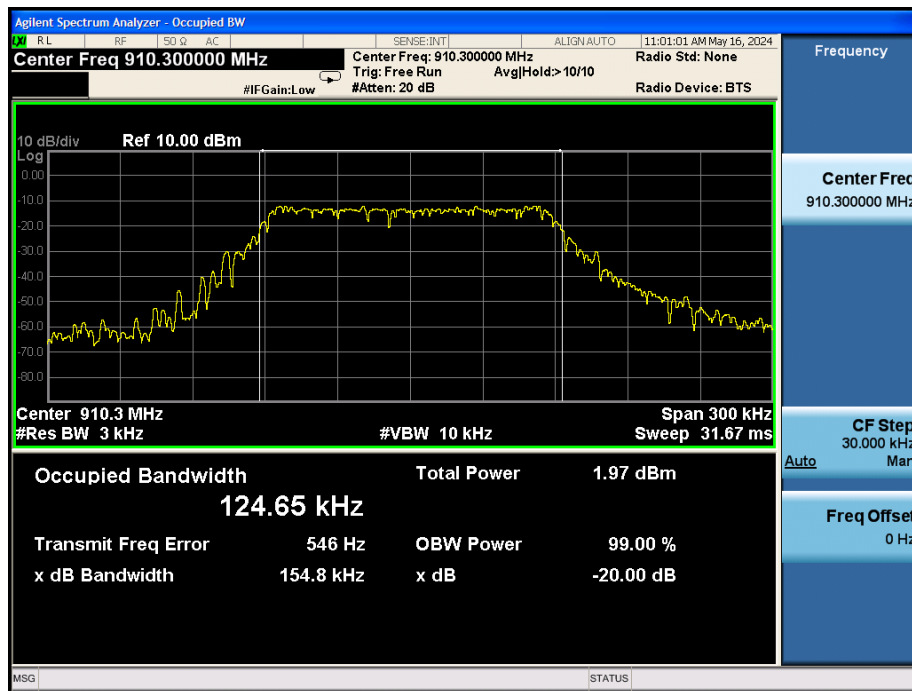 Agilent Spectrum Analyzer - Occupied BW
LXI RL RF 50 Ω AC SENSE:INT ALIGN AUTO 11:01:01 AM May 16, 2024
Center Freq 910.300000 MHz
Center Freq: 910.300000 MHz
Radio Std: None
Trig: Free Run Avg|Hold:>10/10
#IFGain:Low
#Atten: 20 dB
Radio Device: BTS
10 dB/div Ref 10.00 dBm
Log
0.00
-10.0
-20.0
-30.0
-40.0
-50.0
-60.0
-70.0
-80.0
Center 910.3 MHz Span 300 kHz
#Res BW 3 kHz #VBW 10 kHz Sweep 31.67 ms
Occupied Bandwidth Total Power 1.97 dBm
124.65 kHz
Transmit Freq Error 546 Hz OBW Power 99.00 %
x dB Bandwidth 154.8 kHz x dB -20.00 dB
Frequency
Center Freq
910.300000 MHz
CF Step
30.000 kHz
Auto Man
Freq Offset
0 Hz
MSG STATUS